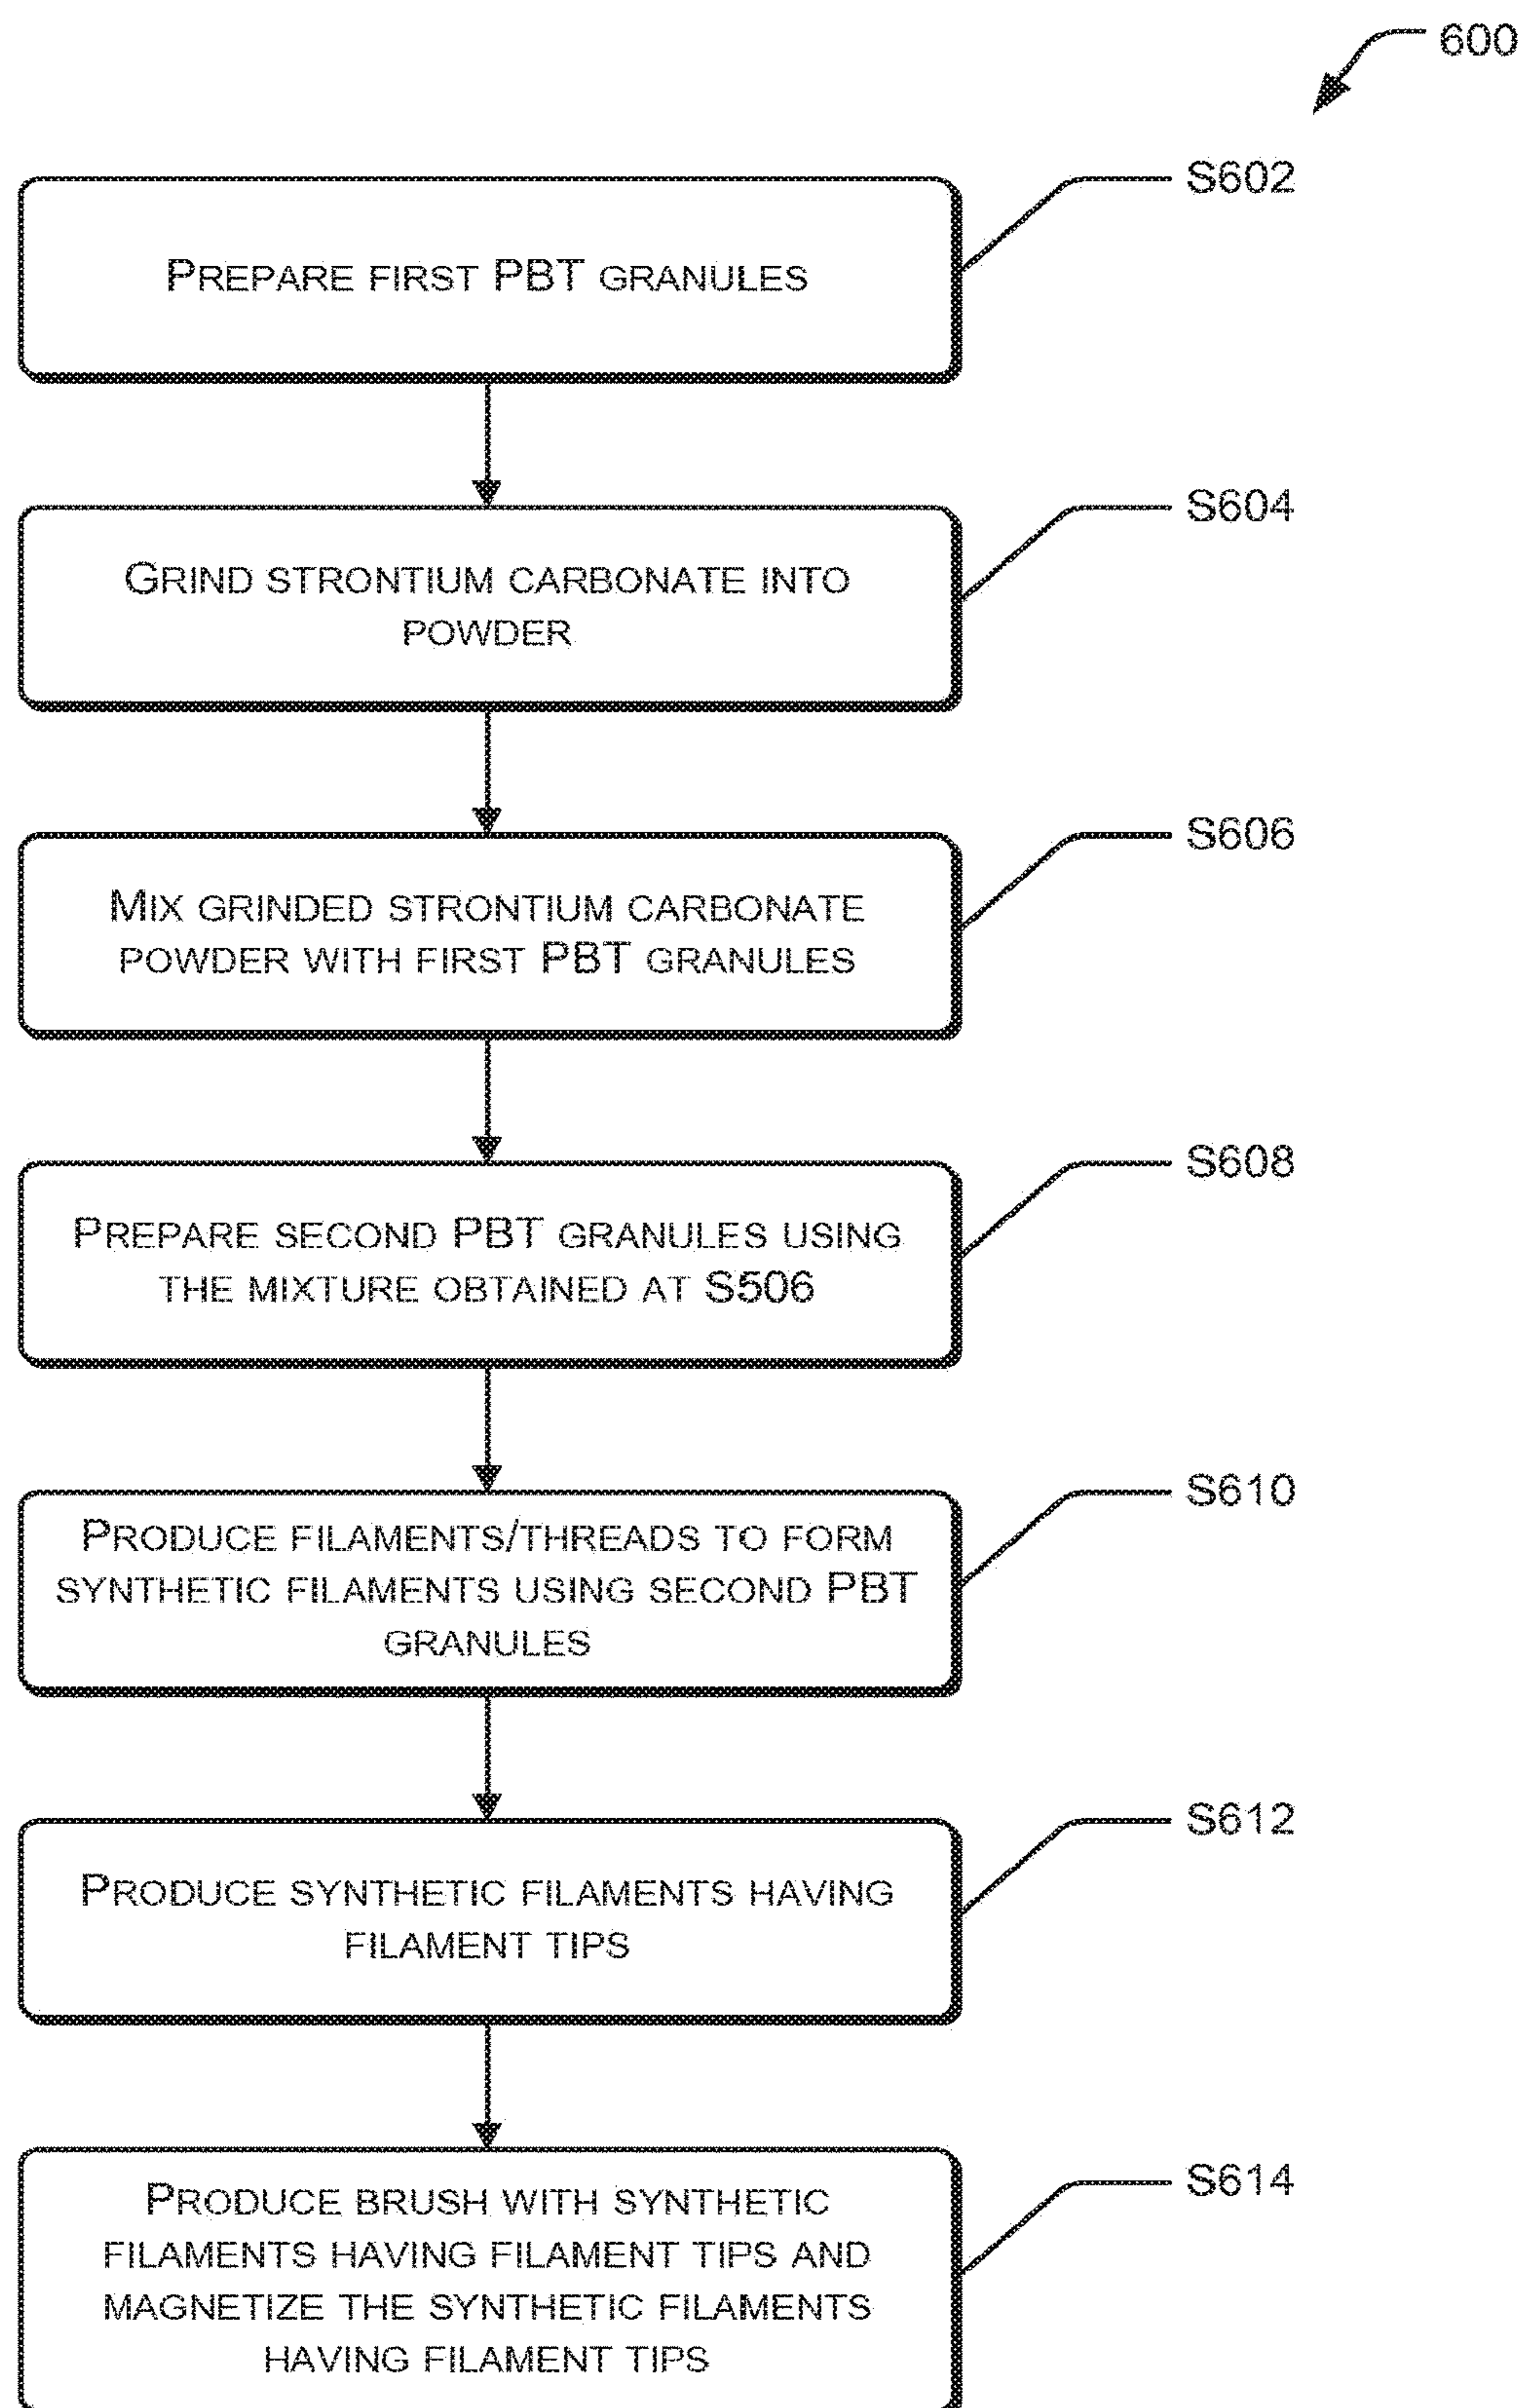 600
S602
PREPARE FIRST PBT GRANULES
S604
GRIND STRONTIUM CARBONATE INTO
POWDER
S606
MIX GRINDED STRONTIUM CARBONATE
POWDER WITH FIRST PBT GRANULES
S608
PREPARE SECOND PBT GRANULES USING
THE MIXTURE OBTAINED AT S506
S610
PRODUCE FILAMENTS/THREADS TO FORM
SYNTHETIC FILAMENTS USING SECOND PBT
GRANULES
S612
PRODUCE SYNTHETIC FILAMENTS HAVING
FILAMENT TIPS
S614
PRODUCE BRUSH WITH SYNTHETIC
FILAMENTS HAVING FILAMENT TIPS AND
MAGNETIZE THE SYNTHETIC FILAMENTS
HAVING FILAMENT TIPS